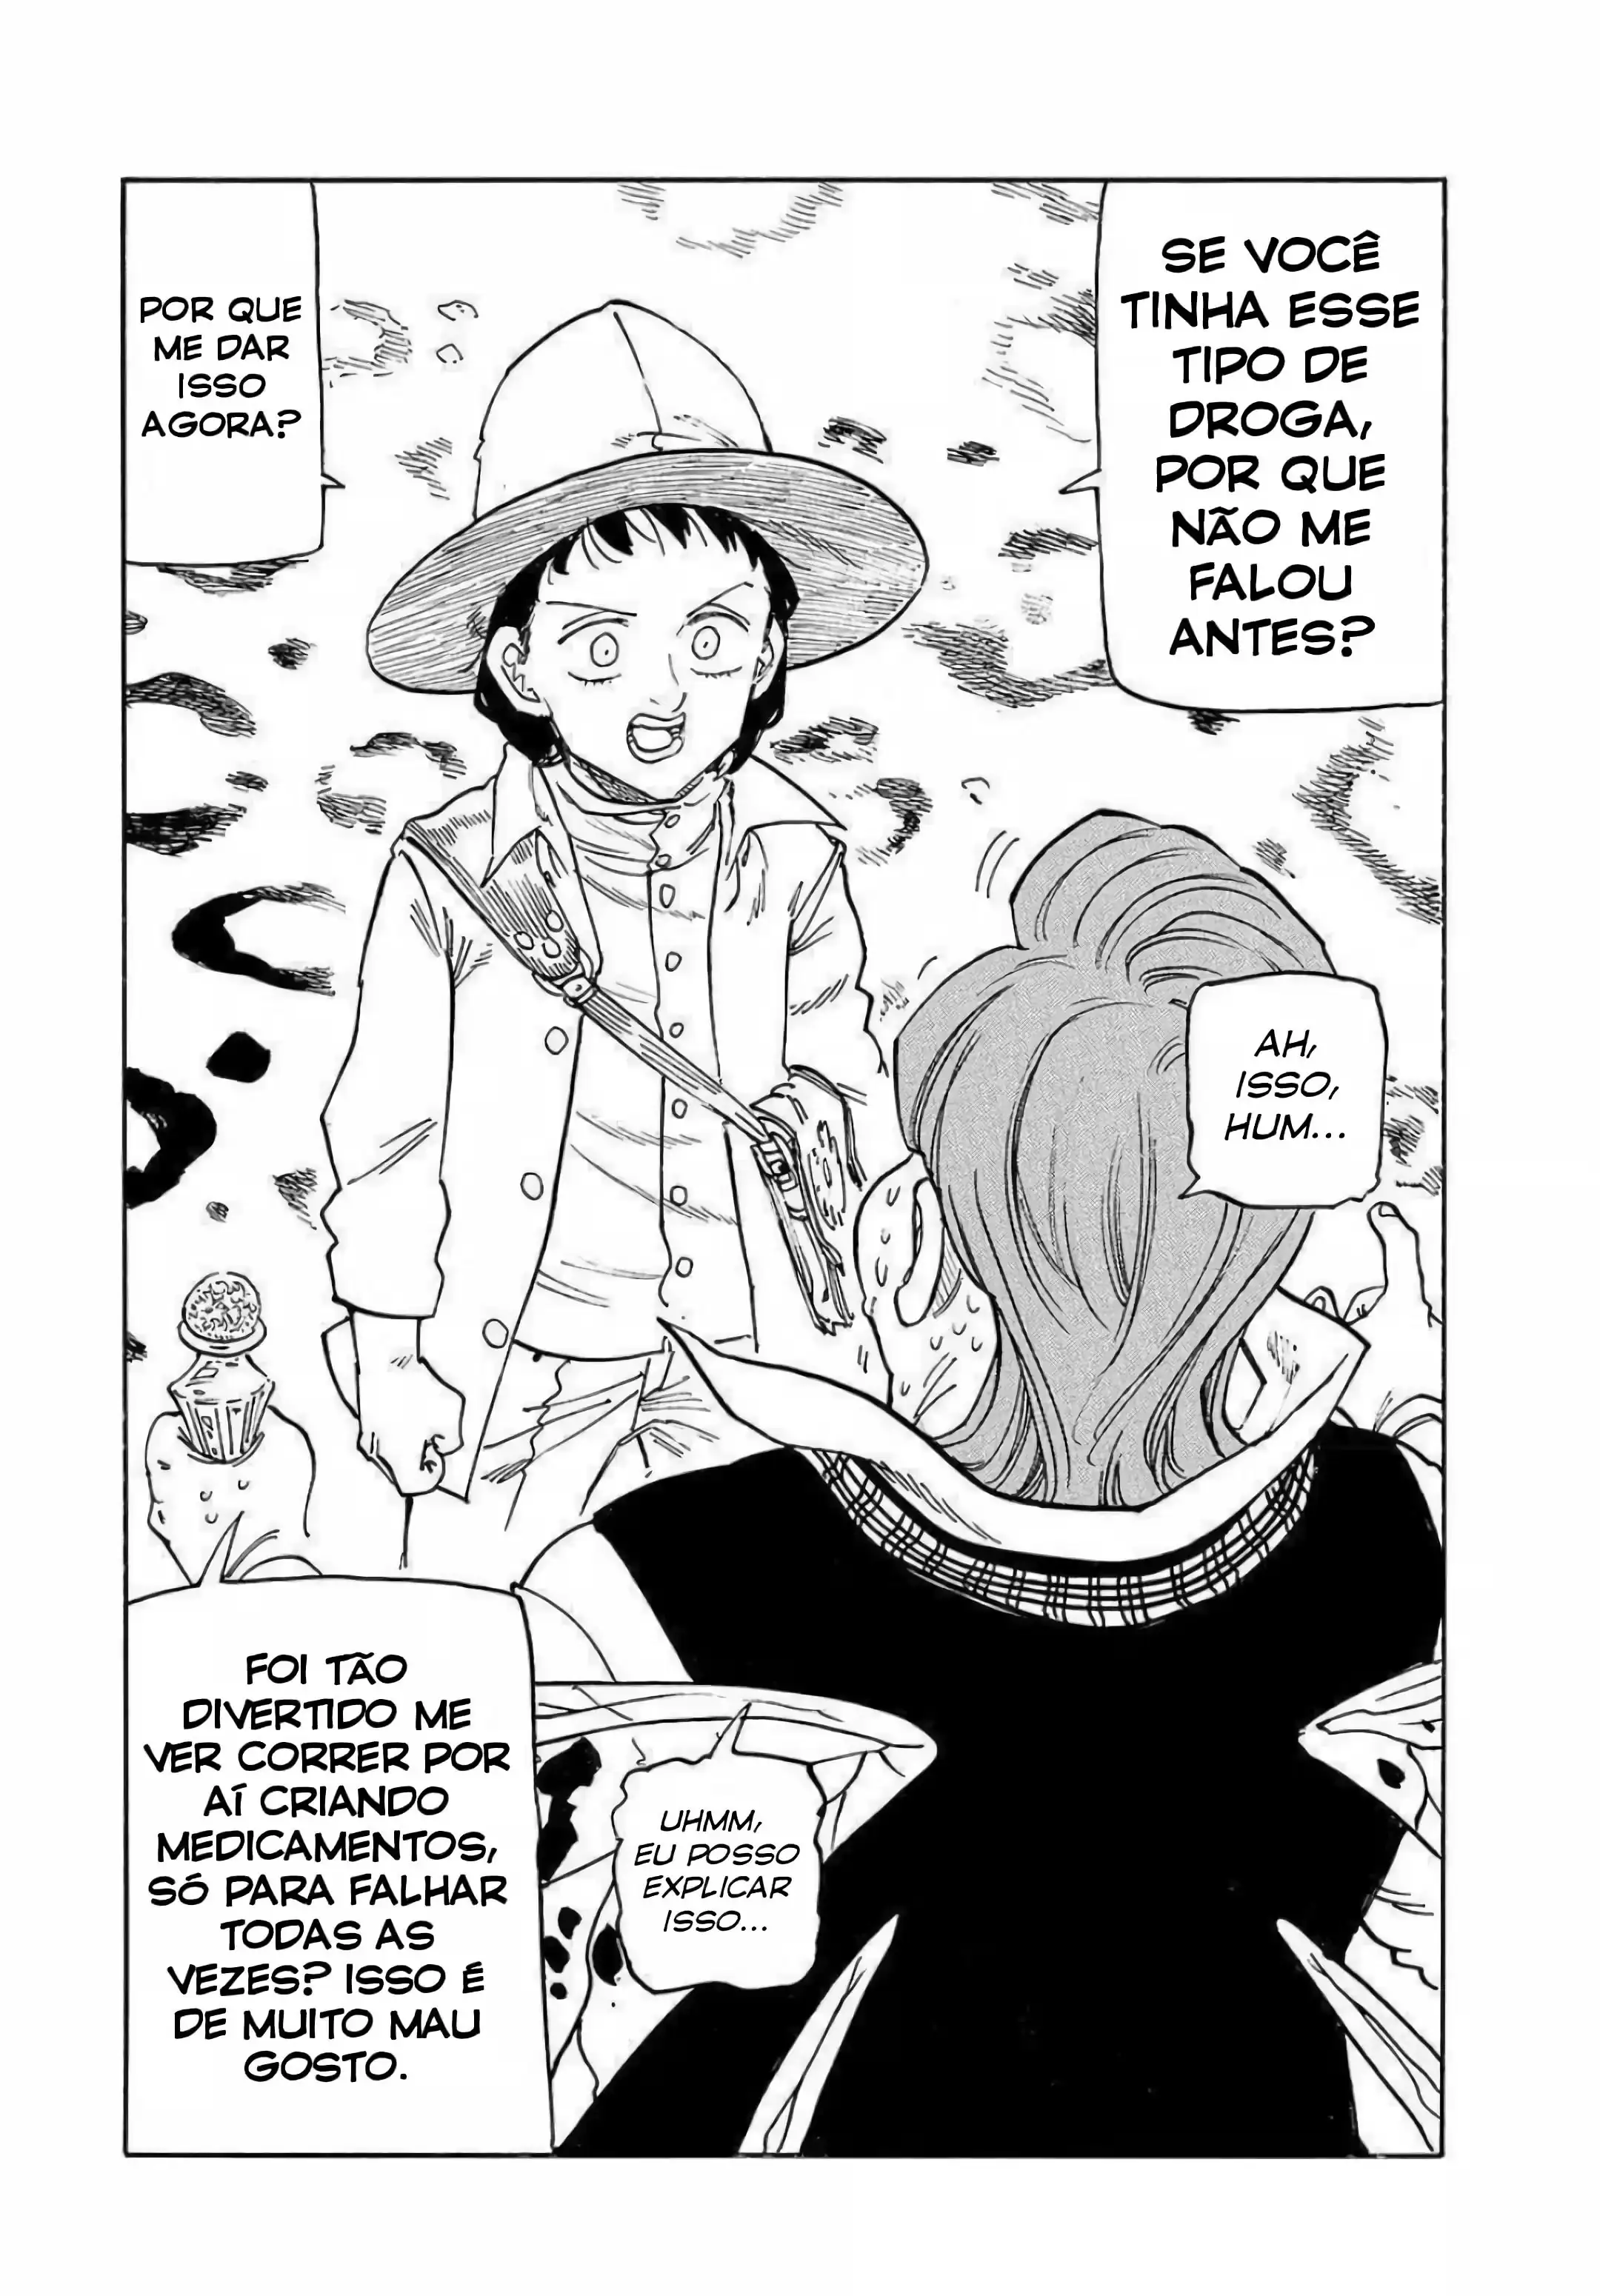 SE VOCÊ
TINHA ESSE
TIPO DE
DROGA,
POR QUE
NÃO ME
FALOU
ANTES?
POR QUE
ME DAR
ISSO
AGORA?
AH,
ISSO,
HUM...
FOI TÃO
DIVERTIDO ME
VER CORRER POR
AÍ CRIANDO
MEDICAMENTOS,
SÓ PARA FALHAR
TODAS AS
VEZES? ISSO É
DE MUITO MAU
GOSTO.
UHMM,
EU POSSO
EXPLICAR
ISSO...